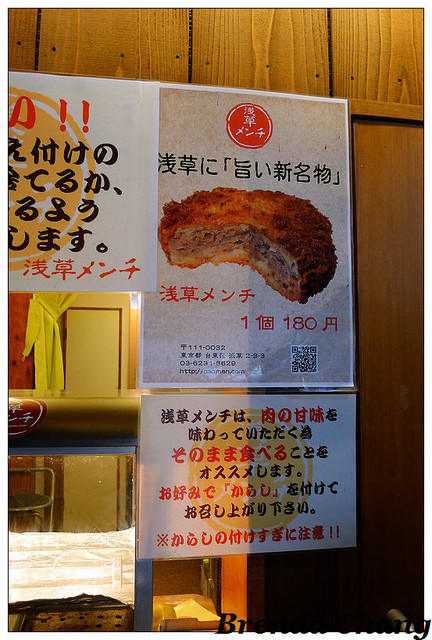 り!!
え付けの
捨てるか、
るよう
します。
浅草メンチ
浅草
メンチ
浅草に「旨い新名物」
浅草メンチ
1個 180円
〒111-0032
東京都 台東区 浅草 2-3-3
03-6231-6629
浅草メンチは、肉の甘味を
味わっていただく為
そのまま食べることを
オススメします。
お好みで「からし」を付けて
お召し上がり下さい。
※からしの付けすぎに注意!!
Brenda Chang